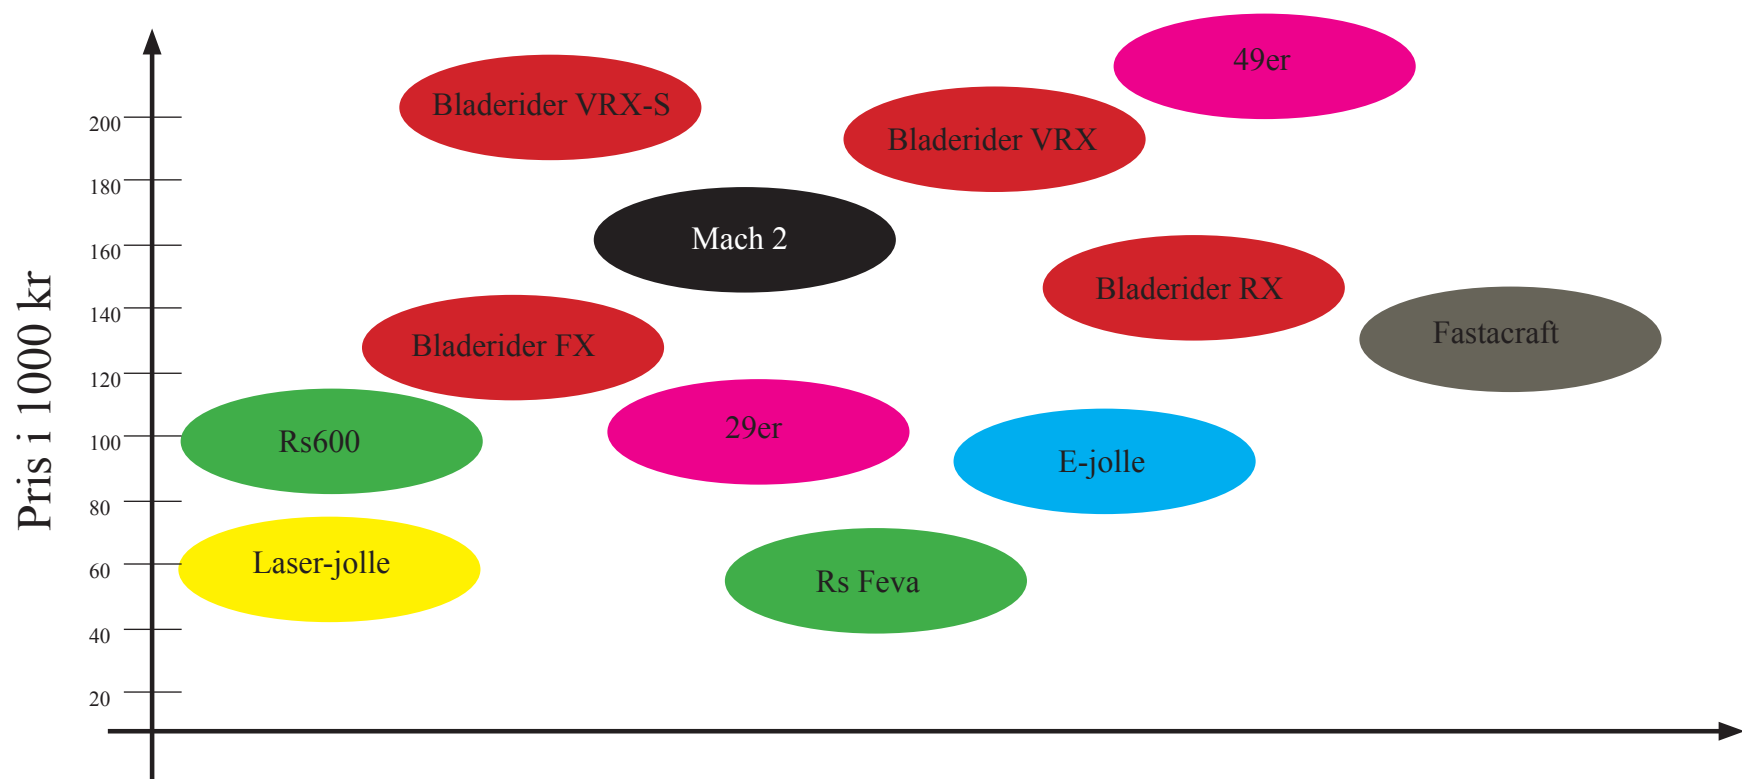 49er
Bladerider VRX-S
Bladerider VRX
200
180
Mach 2
160
Bladerider RX
140
Fastacraft
Bladerider FX
120
29er
Rs600
100
E-jolle
80
Laser-jolle
60
Rs Feva
40
20
Pris i 1000 kr